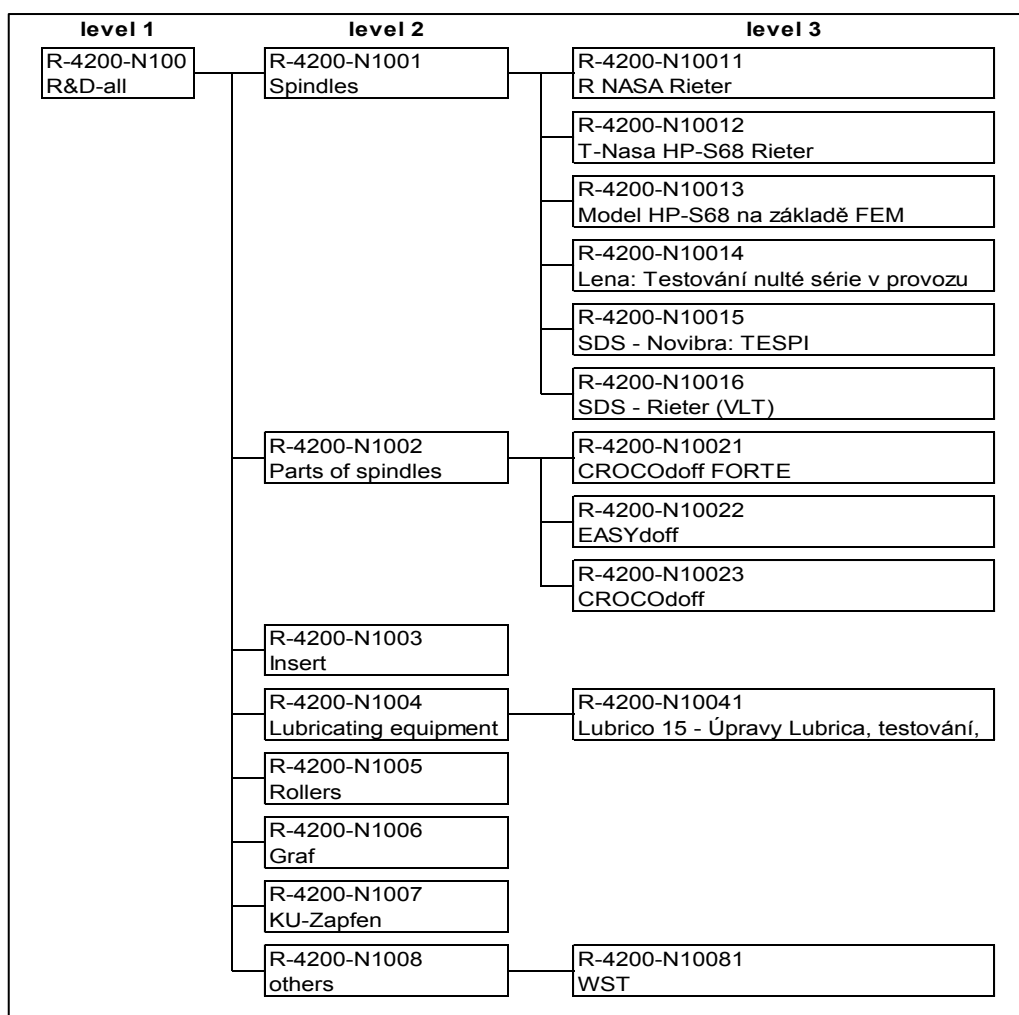 level 1
level 2
level 3
R-4200-N100
R&D-all
R-4200-N1001
Spindles
R-4200-N10011
R NASA Rieter
R-4200-N10012
T-Nasa HP-S68 Rieter
R-4200-N10013
Model HP-S68 na základě FEM
R-4200-N10014
Lena: Testování nulté série v provozu
R-4200-N10015
SDS - Novibra: TESPI
R-4200-N10016
SDS - Rieter (VLT)
R-4200-N1002
Parts of spindles
R-4200-N10021
CROCOdoff FORTE
R-4200-N10022
EASYdoff
R-4200-N10023
CROCOdoff
R-4200-N1003
Insert
R-4200-N1004
Lubricating equipment
R-4200-N10041
Lubrico 15 - Úpravy Lubrica, testování,
R-4200-N1005
Rollers
R-4200-N1006
Graf
R-4200-N1007
KU-Zapfen
R-4200-N1008
others
R-4200-N10081
WST